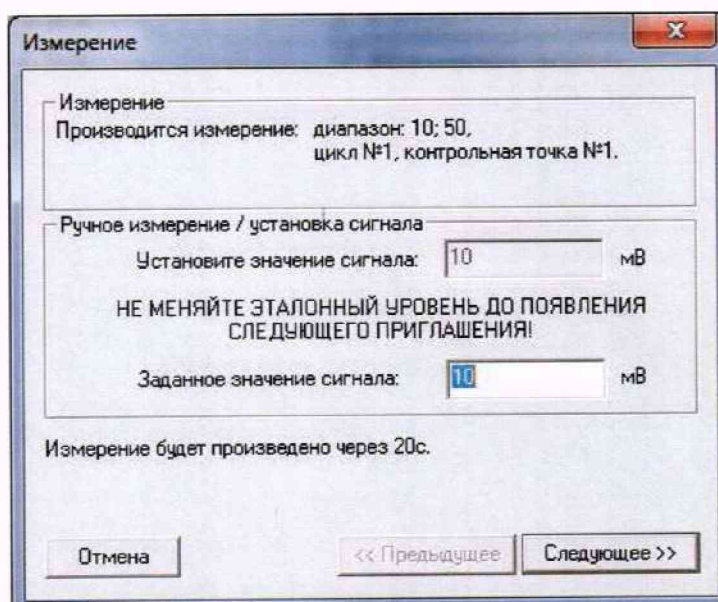 Измерение
Измерение
Производится измерение: диапазон: 10; 50,
цикл №1, контрольная точка №1.
Ручное измерение / установка сигнала
Установите значение сигнала: 10 мВ
НЕ МЕНЯЙТЕ ЭТАЛОННЫЙ УРОВЕНЬ ДО ПОЯВЛЕНИЯ
СЛЕДУЮЩЕГО ПРИГЛАШЕНИЯ!
Заданное значение сигнала: 10 мВ
Измерение будет произведено через 20с.
Отмена << Предыдущее Следующее >>